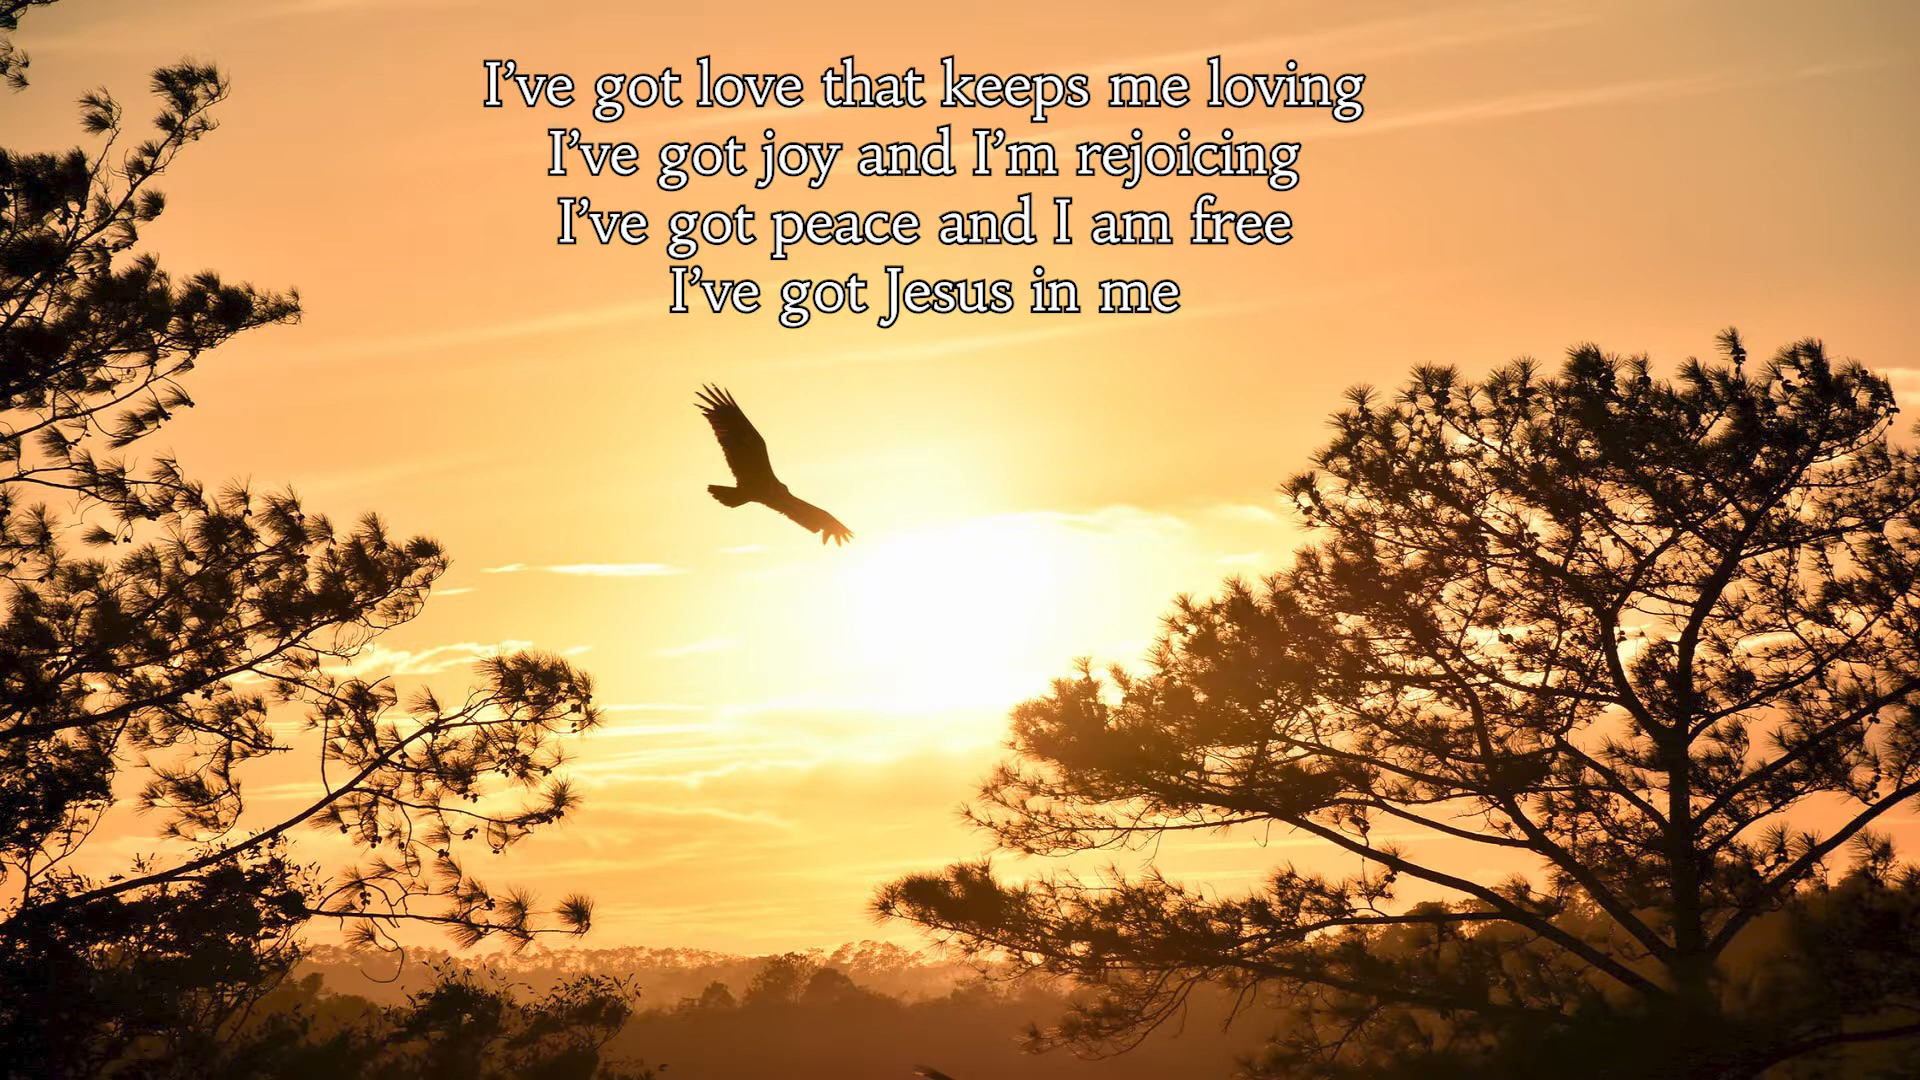 I’ve got love that keeps me loving
I’ve got joy and I’m rejoicing
I’ve got peace and I am free
I’ve got Jesus in me